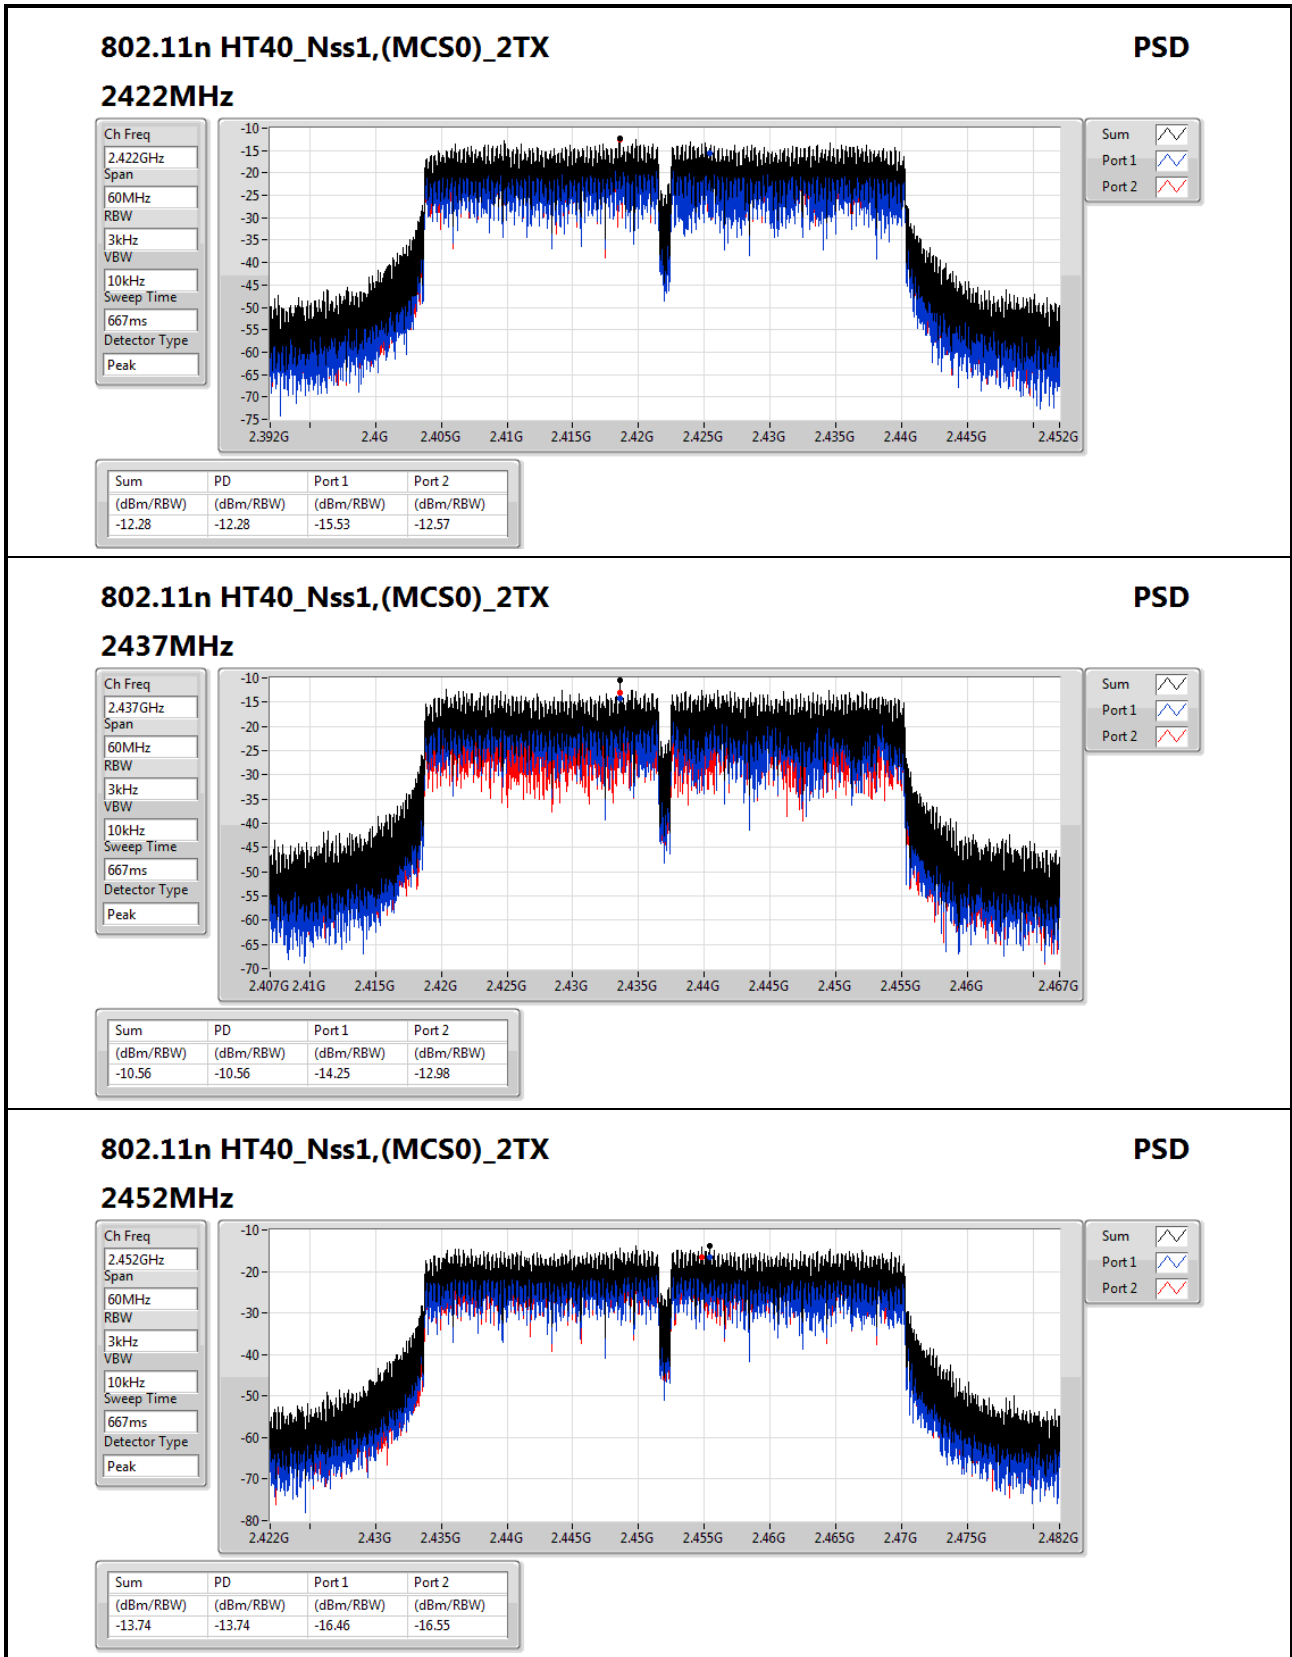 802.11n HT40_Nss1,(MCS0)_2TX PSD
2422MHz
Ch Freq
2.422GHz
Span
60MHz
RBW
3kHz
VBW
10kHz
Sweep Time
667ms
Detector Type
Peak
-10
-15
-20
-25
-30
-35
-40
-45
-50
-55
-60
-65
-70
-75
2.392G 2.4G 2.405G 2.41G 2.415G 2.42G 2.425G 2.43G 2.435G 2.44G 2.445G 2.452G
Sum
Port 1
Port 2
Sum PD Port 1 Port 2
(dBm/RBW) (dBm/RBW) (dBm/RBW) (dBm/RBW)
-12.28 -12.28 -15.53 -12.57
802.11n HT40_Nss1,(MCS0)_2TX PSD
2437MHz
Ch Freq
2.437GHz
Span
60MHz
RBW
3kHz
VBW
10kHz
Sweep Time
667ms
Detector Type
Peak
-10
-15
-20
-25
-30
-35
-40
-45
-50
-55
-60
-65
-70
2.407G 2.41G 2.415G 2.42G 2.425G 2.43G 2.435G 2.44G 2.445G 2.45G 2.455G 2.46G 2.467G
Sum
Port 1
Port 2
Sum PD Port 1 Port 2
(dBm/RBW) (dBm/RBW) (dBm/RBW) (dBm/RBW)
-10.56 -10.56 -14.25 -12.98
802.11n HT40_Nss1,(MCS0)_2TX PSD
2452MHz
Ch Freq
2.452GHz
Span
60MHz
RBW
3kHz
VBW
10kHz
Sweep Time
667ms
Detector Type
Peak
-10
-20
-30
-40
-50
-60
-70
-80
2.422G 2.43G 2.435G 2.44G 2.445G 2.45G 2.455G 2.46G 2.465G 2.47G 2.475G 2.482G
Sum
Port 1
Port 2
Sum PD Port 1 Port 2
(dBm/RBW) (dBm/RBW) (dBm/RBW) (dBm/RBW)
-13.74 -13.74 -16.46 -16.55